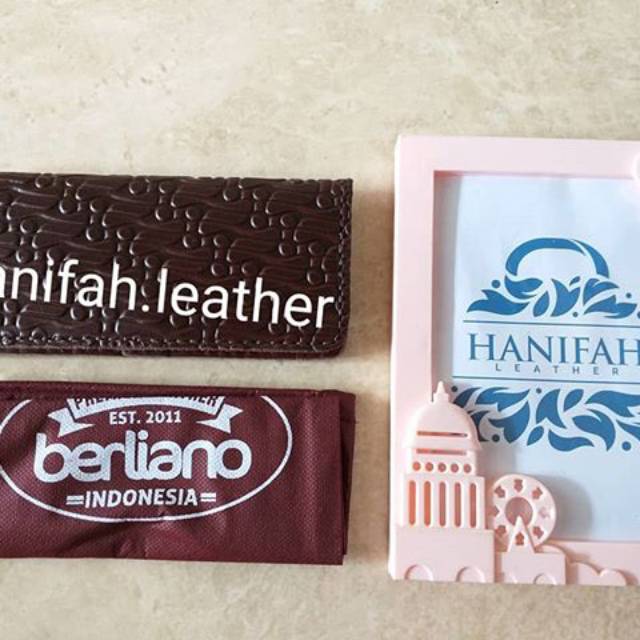 anifah.leather
EST. 2011
berliano
=INDONESIA=
HANIFAH
LEATHER